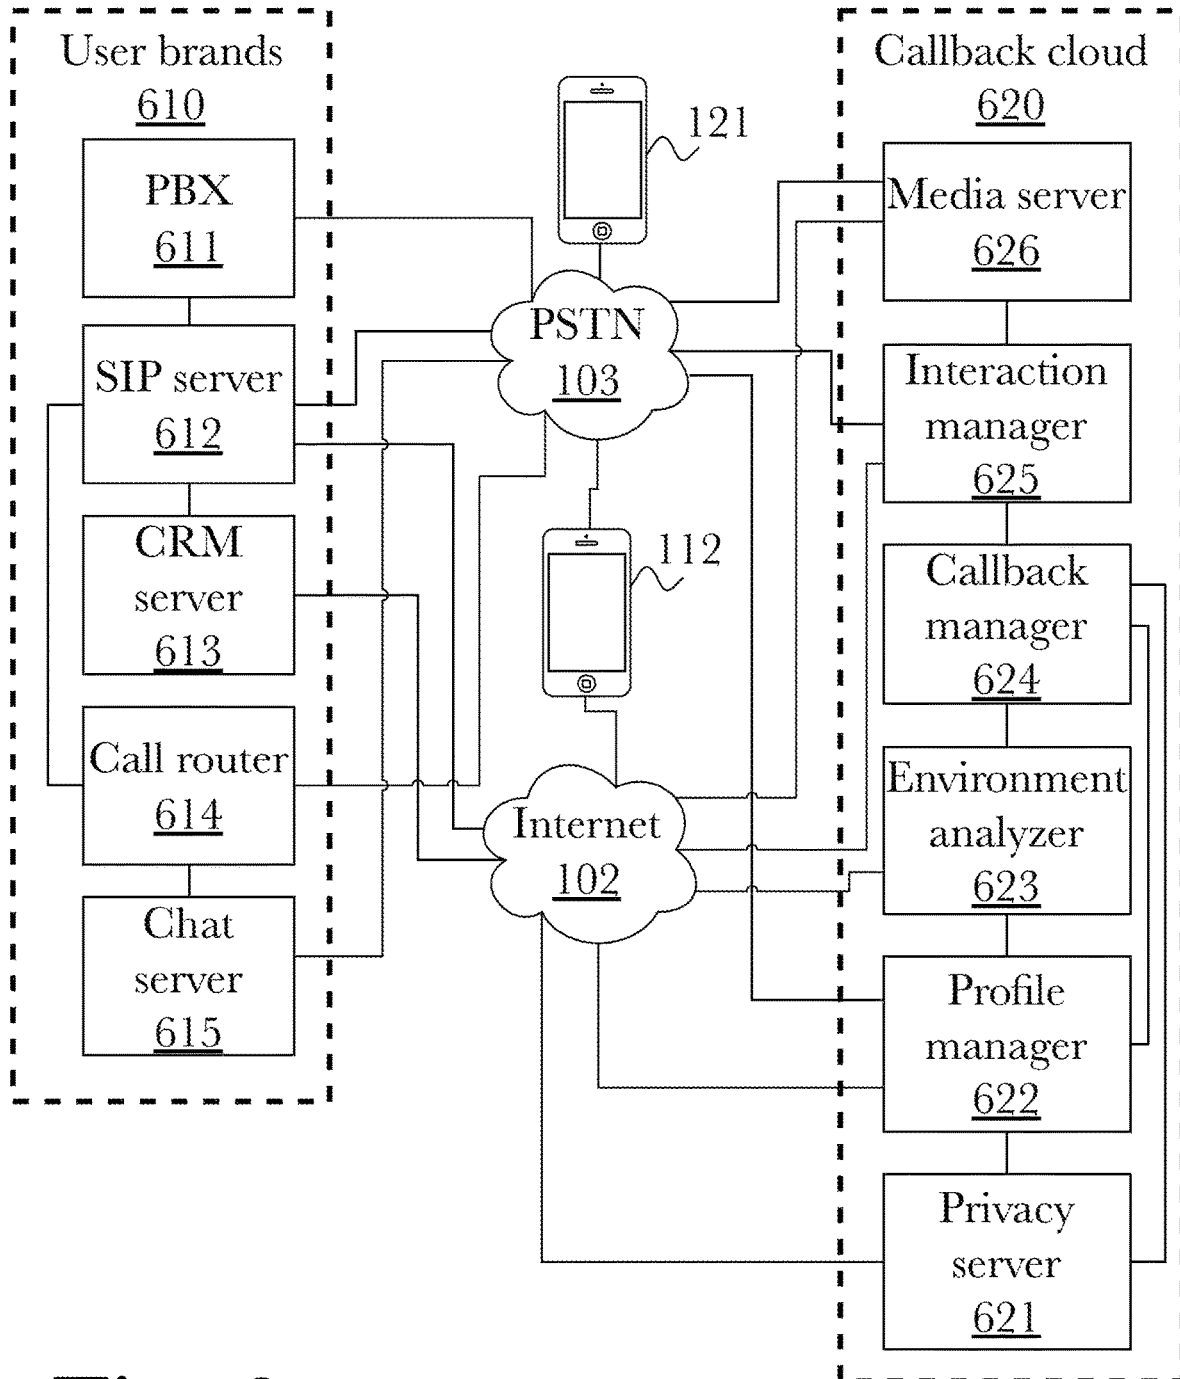 User brands
610
PBX
611
SIP server
612
CRM
server
613
Call router
614
Chat
server
615
121
PSTN
103
112
Internet
102
Callback cloud
620
Media server
626
Interaction
manager
625
Callback
manager
624
Environment
analyzer
623
Profile
manager
622
Privacy
server
621